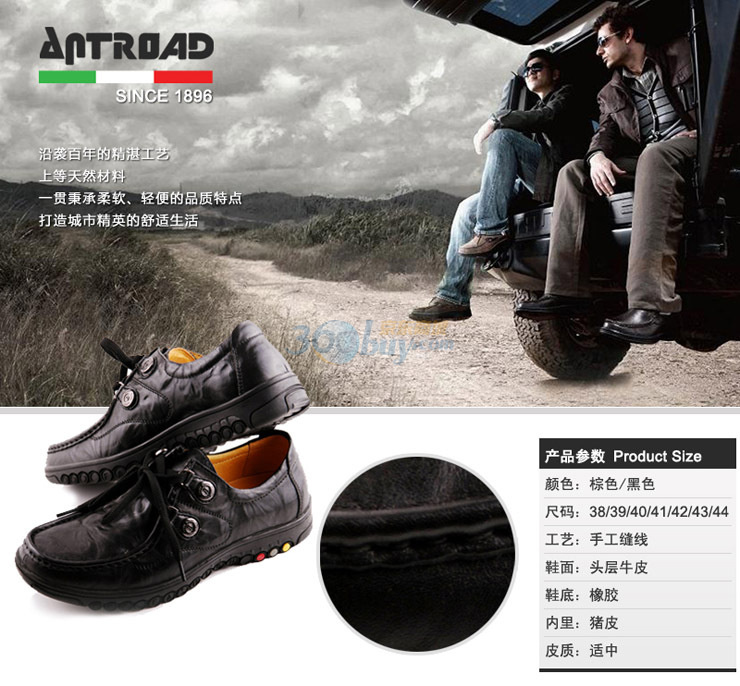 ANTROAD
SINCE 1896
沿袭百年的精湛工艺
上等天然材料
一贯秉承柔软、轻便的品质特点
打造城市精英的舒适生活
360buy
产品参数 Product Size
颜色：棕色/黑色
尺码：38/39/40/41/42/43/44
工艺：手工缝线
鞋面：头层牛皮
鞋底：橡胶
内里：猪皮
皮质：适中